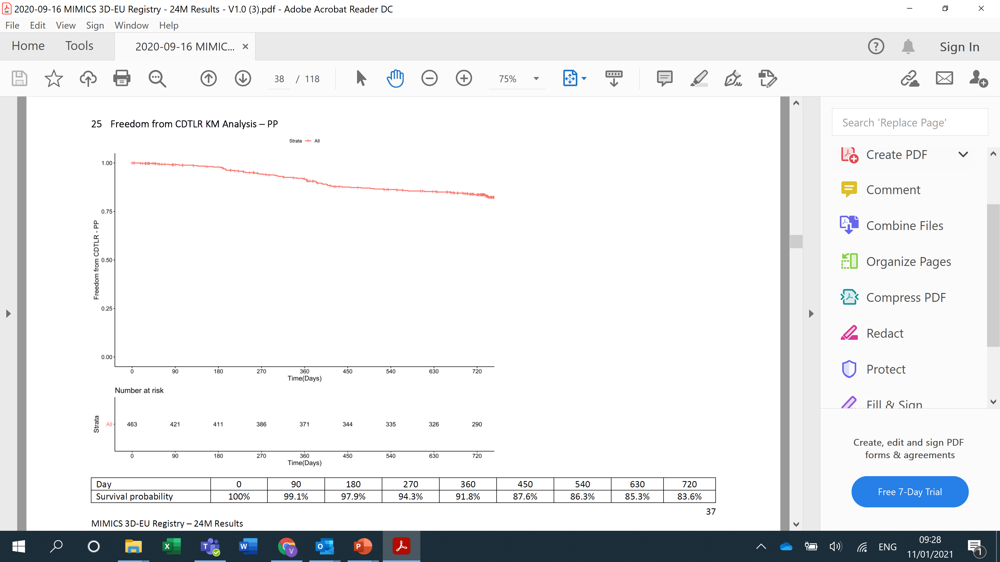 2020-09-16 MIMICS 3D-EU Registry - 24M Results - V1.0 (3).pdf - Adobe Acrobat Reader DC
File Edit View Sign Window Help
Home Tools 2020-09-16 MIMIC... × Sign In
38 / 118 75%
Search 'Replace Page'
Create PDF
Comment
Combine Files
Organize Pages
Compress PDF
Redact
Protect
Fill & Sign
Create, edit and sign PDF
forms & agreements
Free 7-Day Trial
25 Freedom from CDTLR KM Analysis – PP
Strata All
Freedom from CDTLR - PP
1.00
0.75
0.50
0.25
0.00
0 90 180 270 360 450 540 630 720
Time(Days)
Number at risk
Strata
All 463 421 411 386 371 344 335 326 290
0 90 180 270 360 450 540 630 720
Time(Days)
Day 0 90 180 270 360 450 540 630 720
Survival probability 100% 99.1% 97.9% 94.3% 91.8% 87.6% 86.3% 85.3% 83.6%
37
MIMICS 3D-EU Registry – 24M Results
ENG
09:28
11/01/2021
1